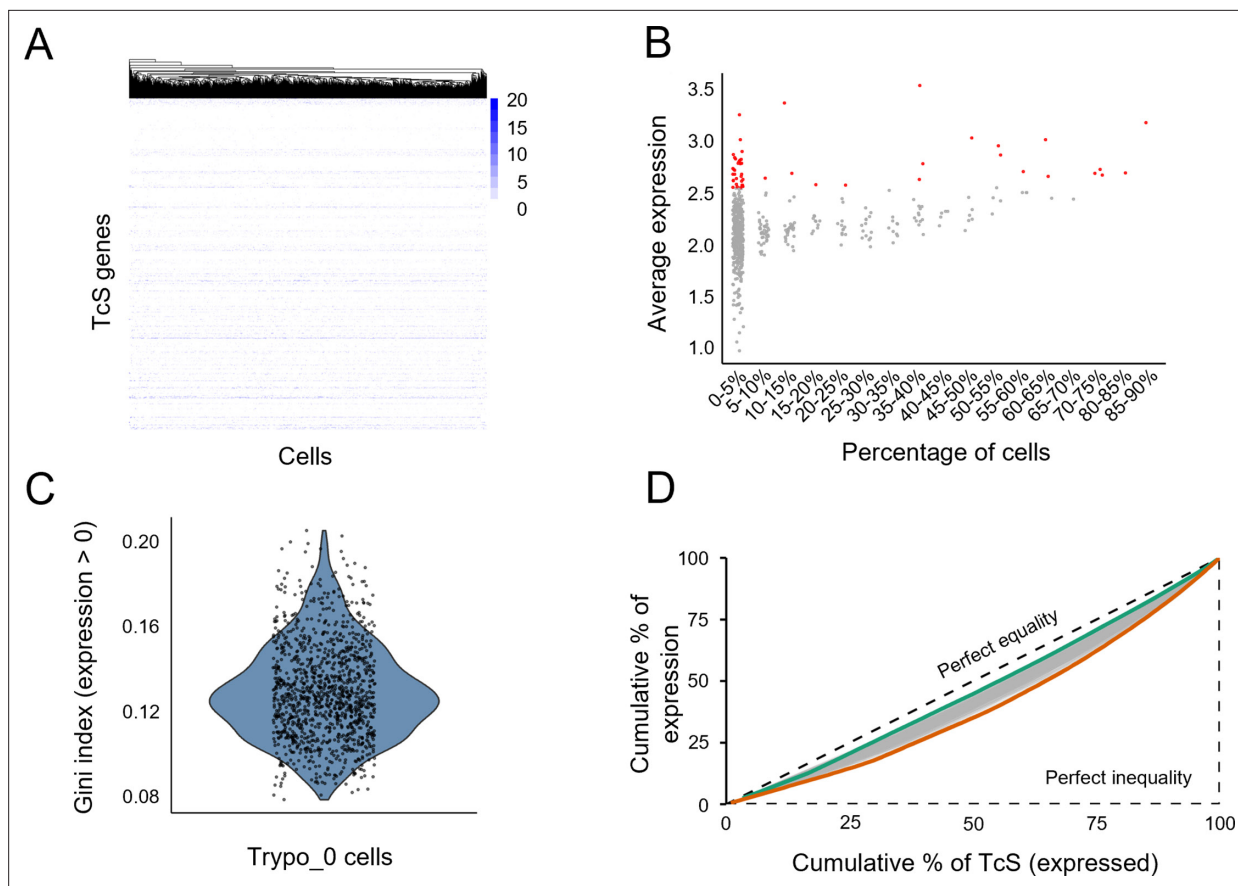 A
20
15
10
5
0
TcS genes
Cells
B
3.5
3.0
2.5
2.0
1.5
1.0
Average expression
0-5%
5-10%
10-15%
15-20%
20-25%
25-30%
30-35%
35-40%
40-45%
45-50%
50-55%
55-60%
60-65%
65-70%
70-75%
80-85%
85-90%
Percentage of cells
C
Gini index (expression > 0)
0.20
0.16
0.12
0.08
Trypo_0 cells
D
Cumulative % of
expression
100
75
50
25
0
Perfect equality
Perfect inequality
0
25
50
75
100
Cumulative % of TcS (expressed)